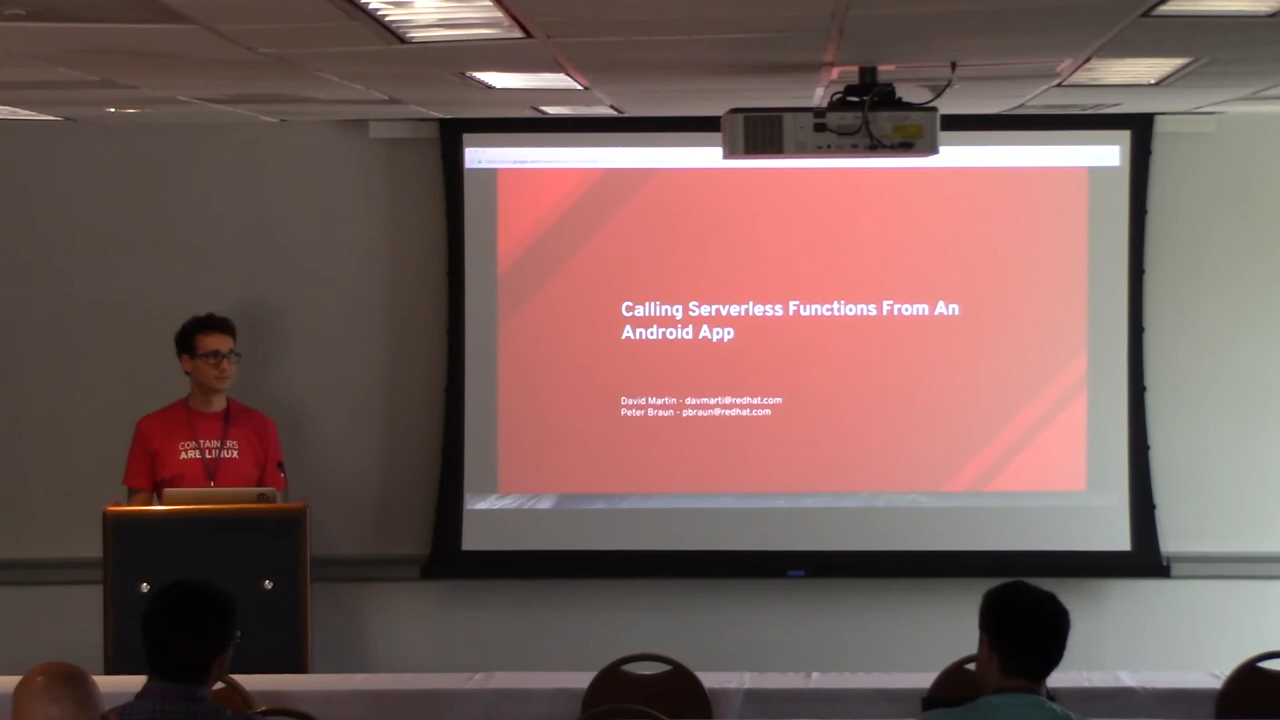 Calling Serverless Functions From An
Android App
David Martin - davmarti@redhat.com
Peter Braun - pbraun@redhat.com
CONTAINERS
ARE LINUX